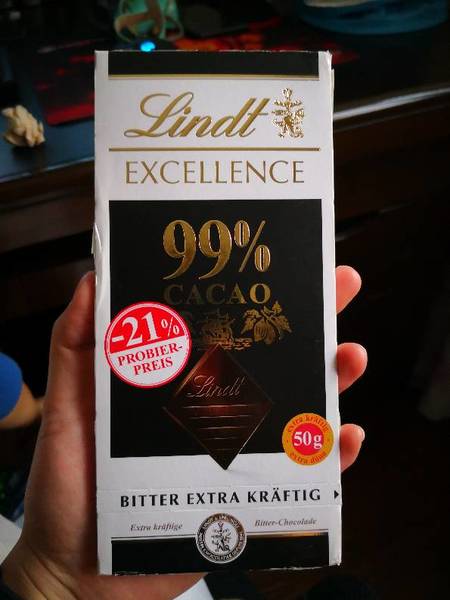 Lindt
EXCELLENCE
99%
CACAO
-21%
PROBIER-
PREIS
Lindt
extra kräftig
50g
extra dünn
BITTER EXTRA KRÄFTIG
Extra kräftige
Bitter-Chocolade